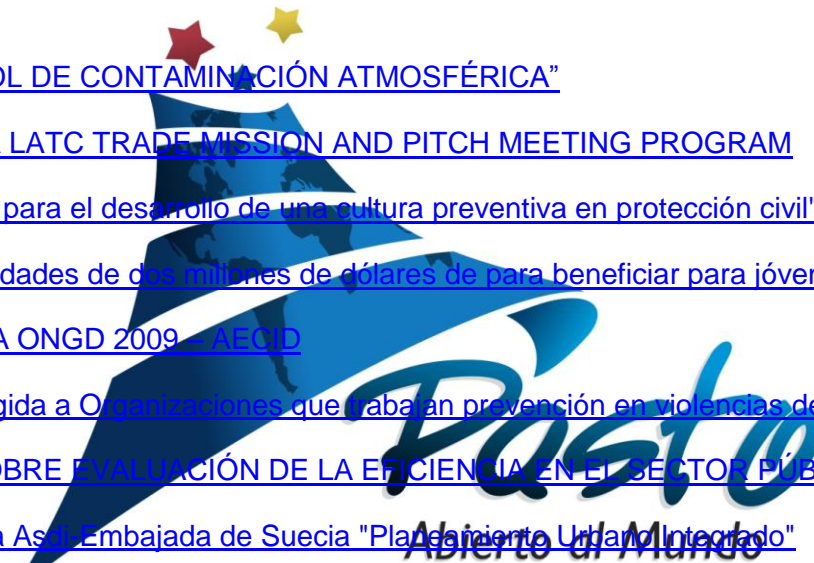 OL DE CONTAMINACIÓN ATMOSFÉRICA”
LATC TRADE MISSION AND PITCH MEETING PROGRAM
para el desarrollo de una cultura preventiva en protección civil"
idades de dos millones de dólares de para beneficiar para jóven
A ONGD 2009 – AECID
gida a Organizaciones que trabajan prevención en violencias de
OBRE EVALUACIÓN DE LA EFICIENCIA EN EL SECTOR PÚB
a Asdi-Embajada de Suecia "Planeamiento Urbano Integrado"
Pasto
Abierto al Mundo